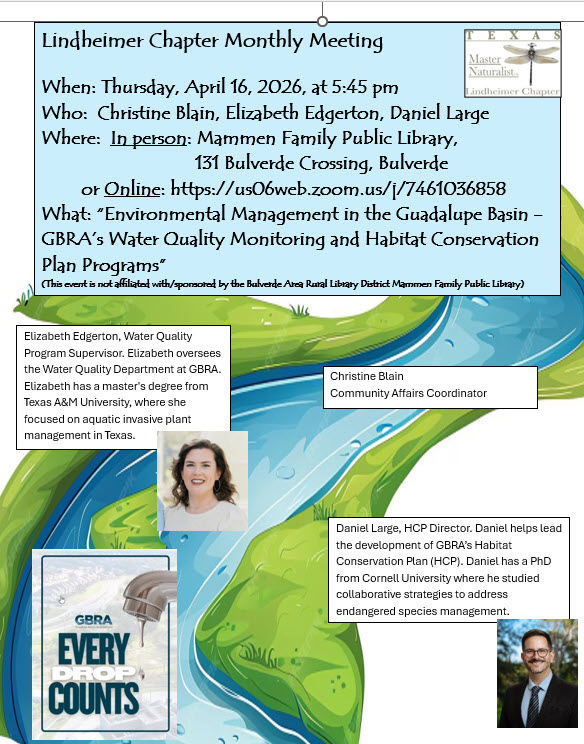 Lindheimer Chapter Monthly Meeting
TEXAS
Master
Naturalist
Lindheimer Chapter
When: Thursday, April 16, 2026, at 5:45 pm
Who: Christine Blain, Elizabeth Edgerton, Daniel Large
Where: In person: Mammen Family Public Library,
131 Bulverde Crossing, Bulverde
or Online: https://us06web.zoom.us/j/7461036858
What: "Environmental Management in the Guadalupe Basin –
GBRA's Water Quality Monitoring and Habitat Conservation
Plan Programs"
(This event is not affiliated with/sponsored by the Bulverde Area Rural Library District Mammen Family Public Library)
Elizabeth Edgerton, Water Quality
Program Supervisor. Elizabeth oversees
the Water Quality Department at GBRA.
Elizabeth has a master's degree from
Texas A&M University, where she
focused on aquatic invasive plant
management in Texas.
Christine Blain
Community Affairs Coordinator
Daniel Large, HCP Director. Daniel helps lead
the development of GBRA's Habitat
Conservation Plan (HCP). Daniel has a PhD
from Cornell University where he studied
collaborative strategies to address
endangered species management.
GBRA
EVERY
DROP
COUNTS